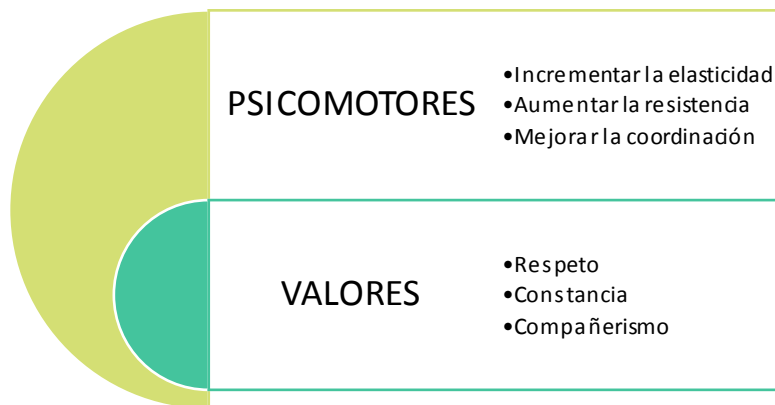 PSICOMOTORES
•Incrementar la elasticidad
•Aumentar la resistencia
•Mejorar la coordinación
VALORES
•Respeto
•Constancia
•Compañerismo